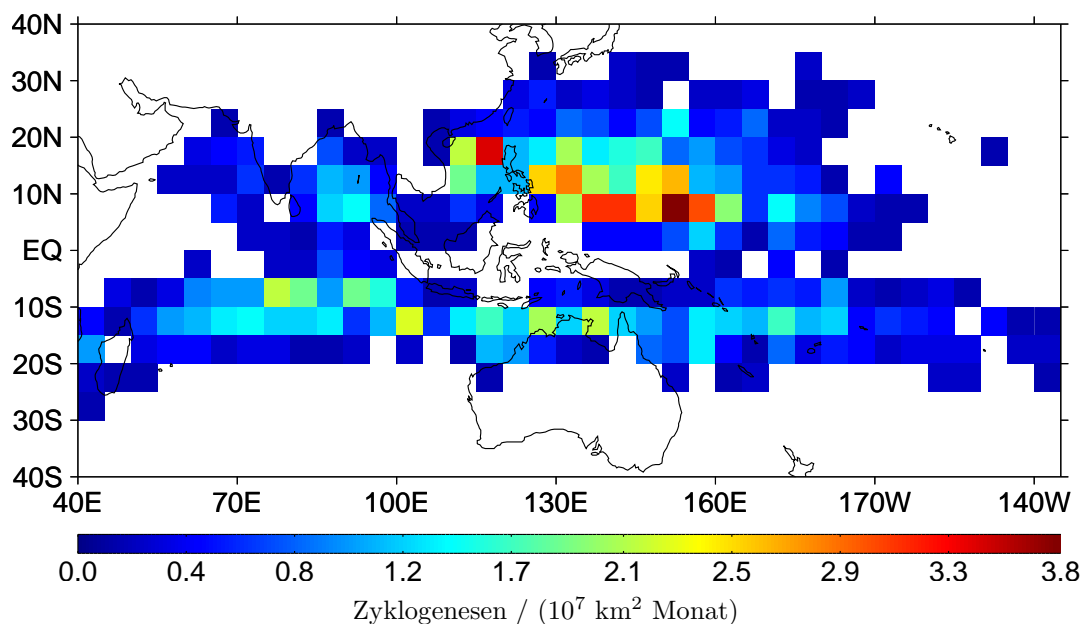 40N
30N
20N
10N
EQ
10S
20S
30S
40S
40E 70E 100E 130E 160E 170W 140W
0.0 0.4 0.8 1.2 1.7 2.1 2.5 2.9 3.3 3.8
Zyklogenesen / (10⁷ km² Monat)